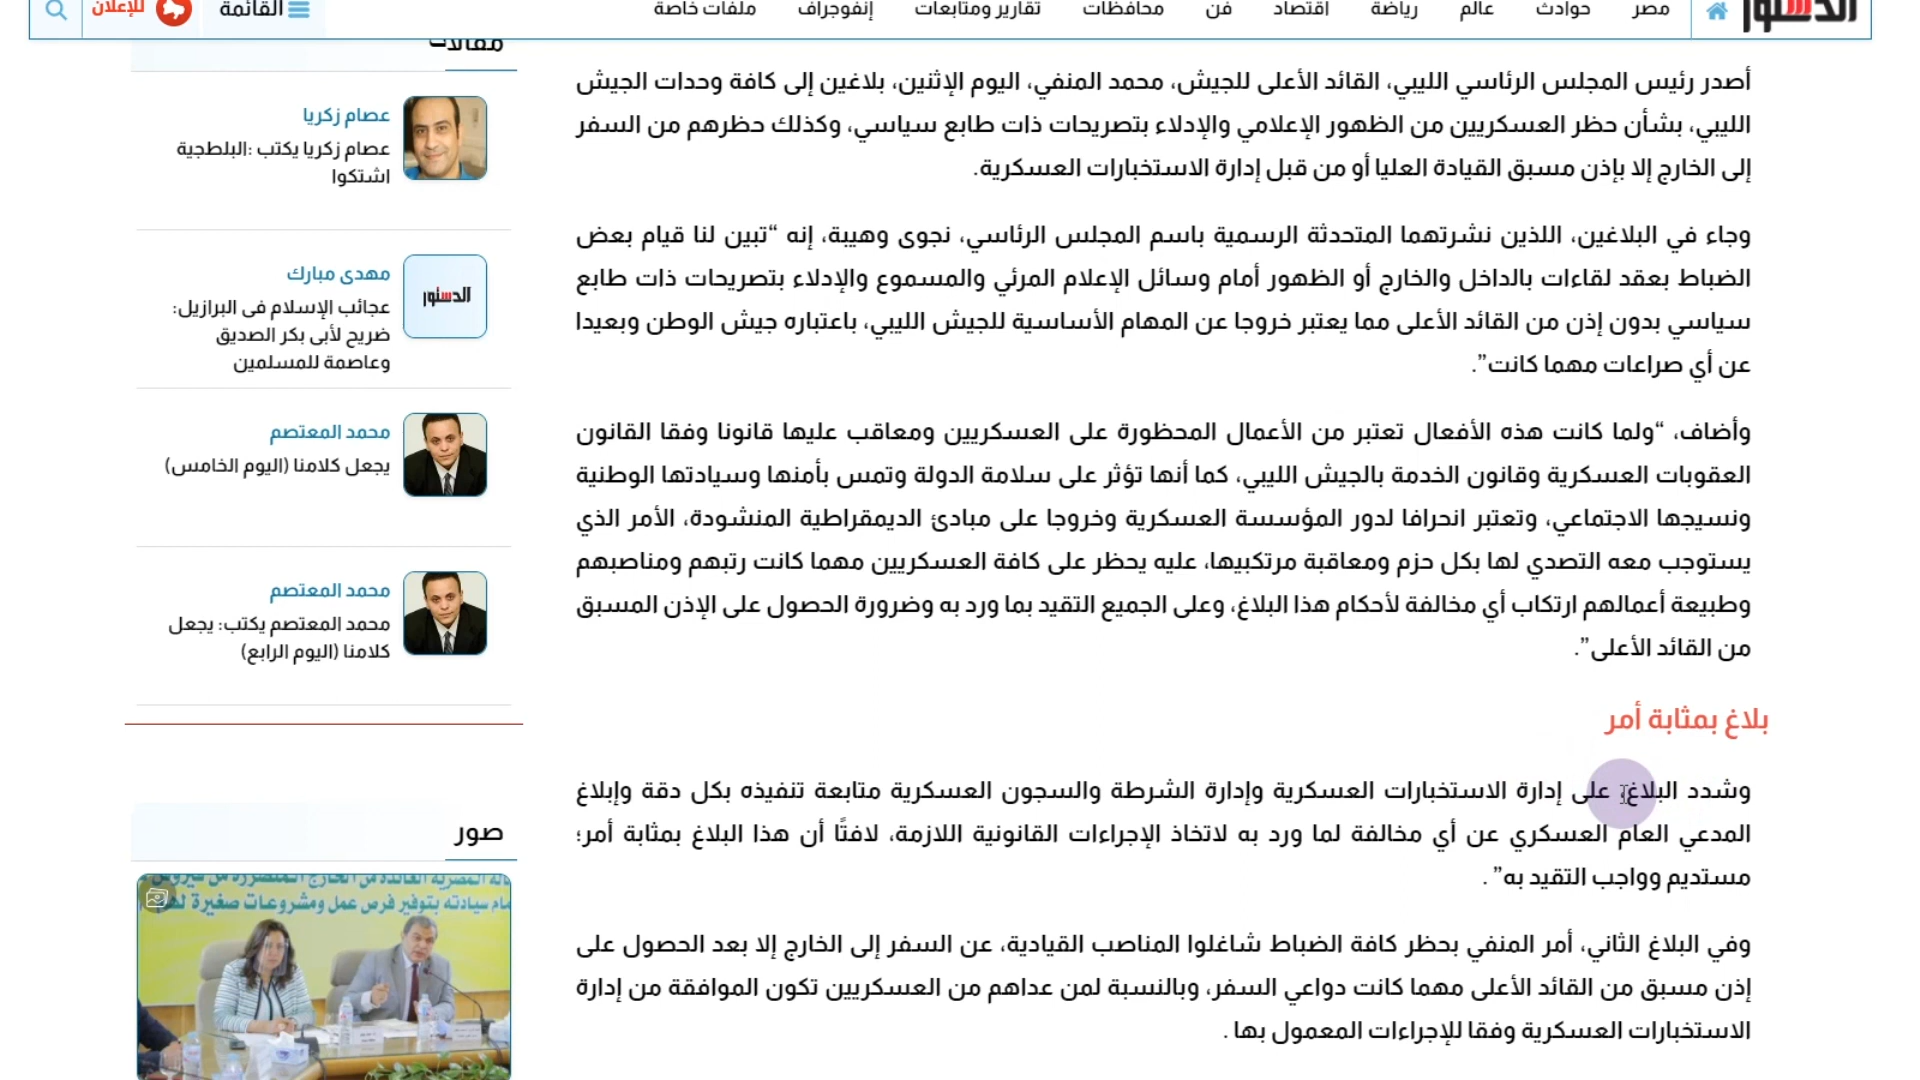 الدستور
مصر
حوادث
عالم
رياضة
اقتصاد
فن
محافظات
تقارير ومتابعات
إنفوجراف
ملفات خاصة
القائمة
للإعلان
أصدر رئيس المجلس الرئاسي الليبي، القائد الأعلى للجيش، محمد المنفي، اليوم الإثنين، بلاغين إلى كافة وحدات الجيش
الليبي، بشأن حظر العسكريين من الظهور الإعلامي والإدلاء بتصريحات ذات طابع سياسي، وكذلك حظرهم من السفر
إلى الخارج إلا بإذن مسبق القيادة العليا أو من قبل إدارة الاستخبارات العسكرية.
وجاء في البلاغين، اللذين نشرتهما المتحدثة الرسمية باسم المجلس الرئاسي، نجوى وهيبة، إنه “تبين لنا قيام بعض
الضباط بعقد لقاءات بالداخل والخارج أو الظهور أمام وسائل الإعلام المرئي والمسموع والإدلاء بتصريحات ذات طابع
سياسي بدون إذن من القائد الأعلى مما يعتبر خروجا عن المهام الأساسية للجيش الليبي، باعتباره جيش الوطن وبعيدا
عن أي صراعات مهما كانت”.
وأضاف، “ولما كانت هذه الأفعال تعتبر من الأعمال المحظورة على العسكريين ومعاقب عليها قانونا وفقا القانون
العقوبات العسكرية وقانون الخدمة بالجيش الليبي، كما أنها تؤثر على سلامة الدولة وتمس بأمنها وسيادتها الوطنية
ونسيجها الاجتماعي، وتعتبر انحرافا لدور المؤسسة العسكرية وخروجا على مبادئ الديمقراطية المنشودة، الأمر الذي
يستوجب معه التصدي لها بكل حزم ومعاقبة مرتكبيها، عليه يحظر على كافة العسكريين مهما كانت رتبهم ومناصبهم
وطبيعة أعمالهم ارتكاب أي مخالفة لأحكام هذا البلاغ، وعلى الجميع التقيد بما ورد به وضرورة الحصول على الإذن المسبق
من القائد الأعلى”.
بلاغ بمثابة أمر
وشدد البلاغ، على إدارة الاستخبارات العسكرية وإدارة الشرطة والسجون العسكرية متابعة تنفيذه بكل دقة وإبلاغ
المدعي العام العسكري عن أي مخالفة لما ورد به لاتخاذ الإجراءات القانونية اللازمة، لافتًا أن هذا البلاغ بمثابة أمر؛
مستديم وواجب التقيد به” .
وفي البلاغ الثاني، أمر المنفي بحظر كافة الضباط شاغلوا المناصب القيادية، عن السفر إلى الخارج إلا بعد الحصول على
إذن مسبق من القائد الأعلى مهما كانت دواعي السفر، وبالنسبة لمن عداهم من العسكريين تكون الموافقة من إدارة
الاستخبارات العسكرية وفقا للإجراءات المعمول بها .
مقالات
عصام زكريا
عصام زكريا يكتب :البلطجية
اشتكوا
مهدى مبارك
عجائب الإسلام فى البرازيل:
ضريح لأبى بكر الصديق
وعاصمة للمسلمين
الدستور
محمد المعتصم
يجعل كلامنا (اليوم الخامس)
محمد المعتصم
محمد المعتصم يكتب: يجعل
كلامنا (اليوم الرابع)
صور
المصرية العائدة من الخارج المتضررة من فيروس
سيادته بتوفير فرص عمل ومشروعات صغيرة